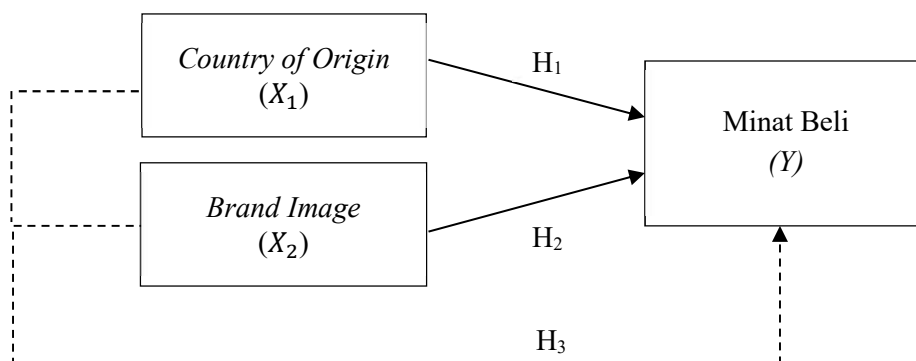 Country of Origin
(X₁)
H₁
Minat Beli
(Y)
Brand Image
(X₂)
H₂
H₃